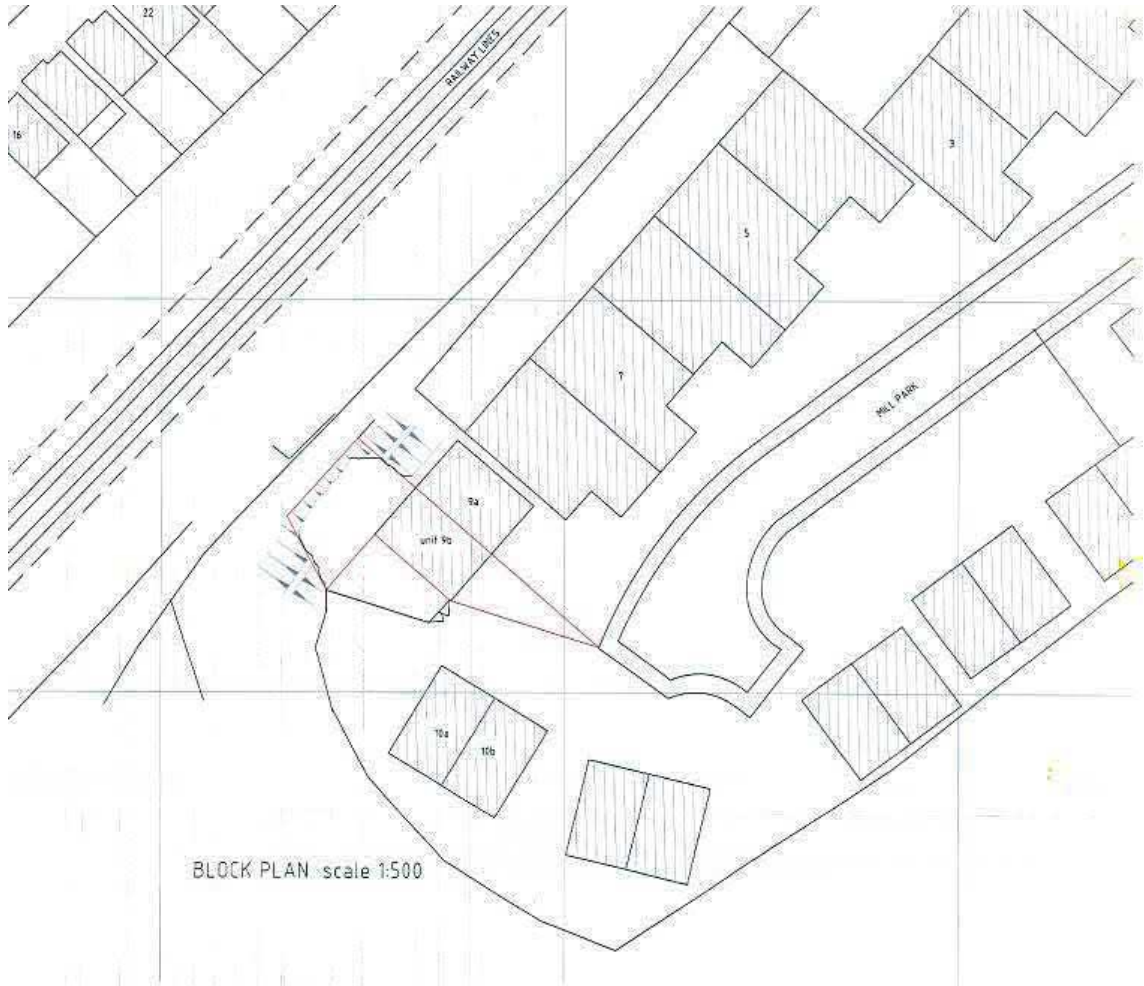 22
RAILWAY LINES
16
3
5
7
MILL PARK
9a
unit 9b
10a
10b
BLOCK PLAN scale 1:500